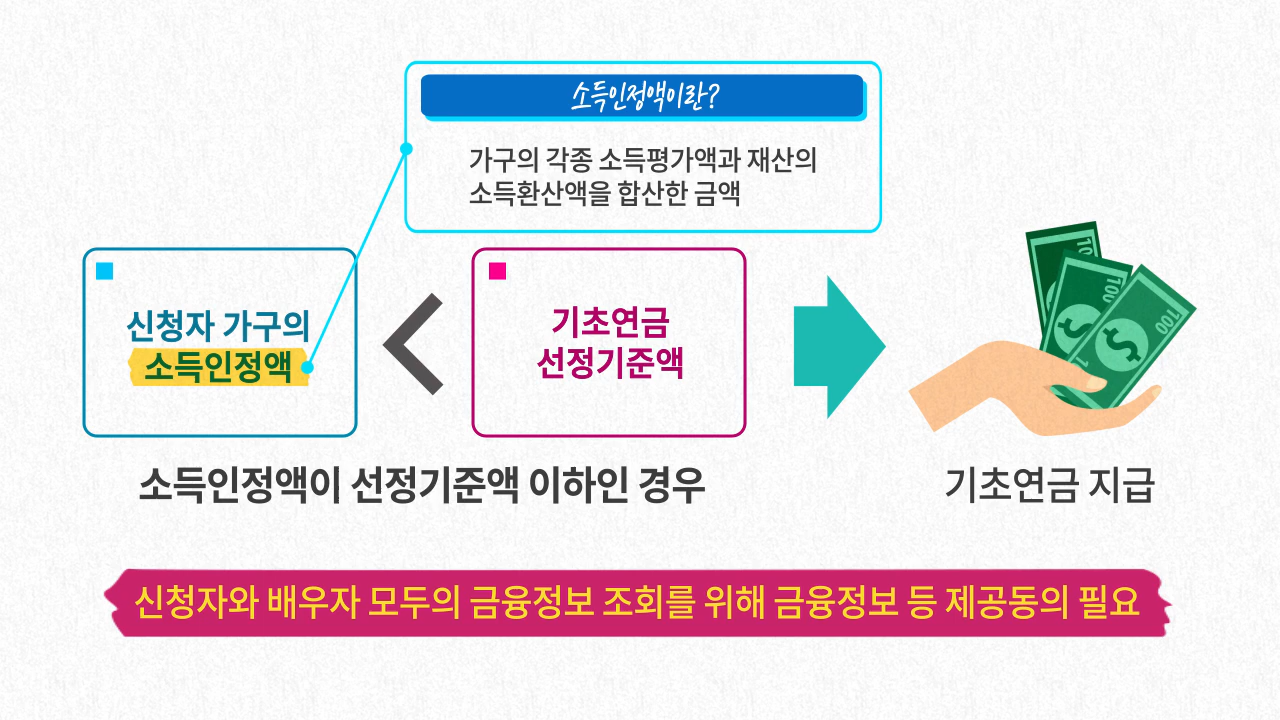 소득인정액이란?
가구의 각종 소득평가액과 재산의
소득환산액을 합산한 금액
신청자 가구의
소득인정액
기초연금
선정기준액
소득인정액이 선정기준액 이하인 경우
기초연금 지급
신청자와 배우자 모두의 금융정보 조회를 위해 금융정보 등 제공동의 필요
100
100
100
$
$